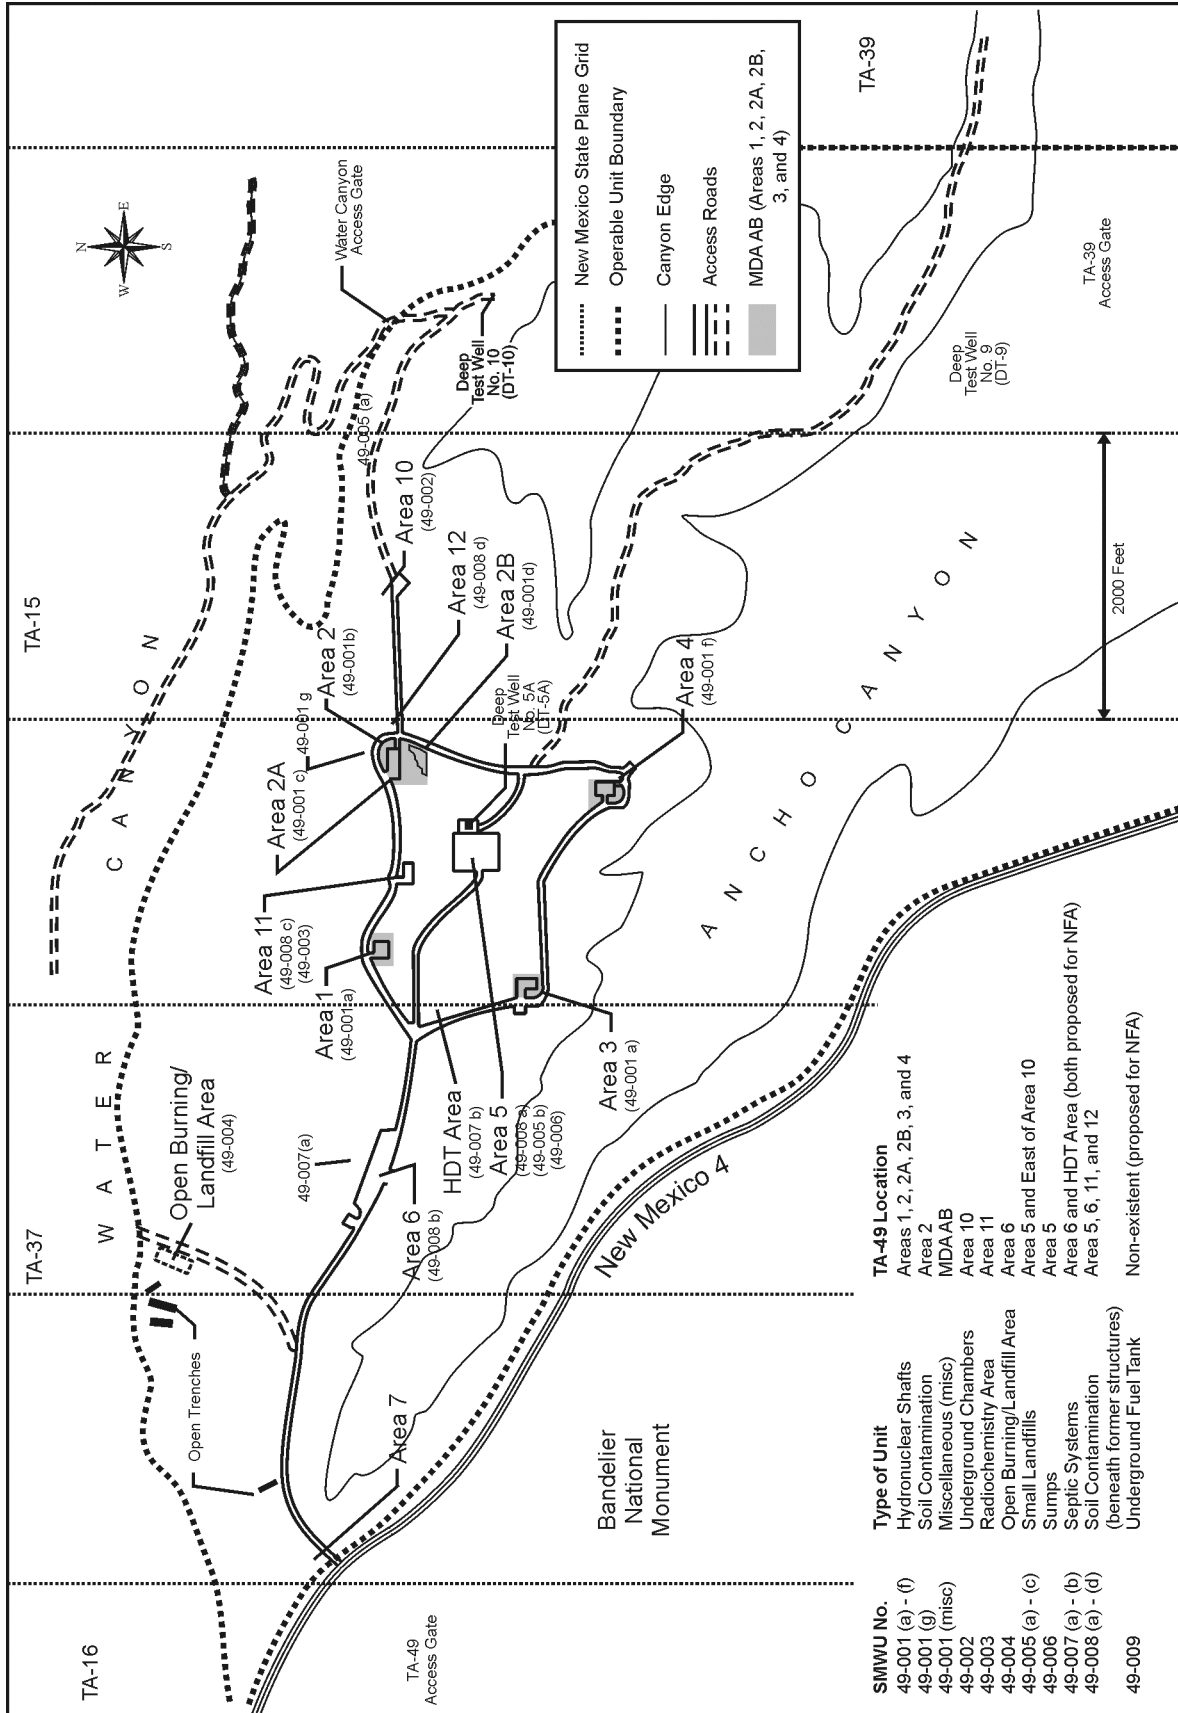 TA-16
TA-37
TA-15
TA-39
N
E
S
W
W A T E R
C A N Y O N
Water Canyon
Access Gate
New Mexico State Plane Grid
Operable Unit Boundary
Canyon Edge
Access Roads
MDA AB (Areas 1, 2, 2A, 2B,
3, and 4)
Open Trenches
Open Burning/
Landfill Area
(49-004)
49-007(a)
Area 1
(49-001a)
Area 11
(49-008 c)
(49-003)
Area 2A
(49-001 c)
49-001 g
Area 2
(49-001b)
49-005 (a)
Area 10
(49-002)
Area 12
(49-008 d)
Area 2B
(49-001d)
Deep
Test Well
No. 10
(DT-10)
Deep
Test Well
No. 5A
(DT-5A)
Area 4
(49-001 f)
Deep
Test Well
No. 9
(DT-9)
TA-39
Access Gate
Area 7
Area 6
(49-008 b)
HDT Area
(49-007 b)
Area 5
(49-008 a)
(49-005 b)
(49-006)
Area 3
(49-001 a)
A N C H O C A N Y O N
New Mexico 4
Bandelier
National
Monument
TA-49
Access Gate
2000 Feet
SMWU No. Type of Unit TA-49 Location
49-001 (a) - (f) Hydronuclear Shafts Areas 1, 2, 2A, 2B, 3, and 4
49-001 (g) Soil Contamination Area 2
49-001 (misc) Miscellaneous (misc) MDA AB
49-002 Underground Chambers Area 10
49-003 Radiochemistry Area Area 11
49-004 Open Burning/Landfill Area Area 6
49-005 (a) - (c) Small Landfills Area 5 and East of Area 10
49-006 Sumps Area 5
49-007 (a) - (b) Septic Systems Area 6 and HDT Area (both proposed for NFA)
49-008 (a) - (d) Soil Contamination Area 5, 6, 11, and 12
(beneath former structures)
49-009 Underground Fuel Tank Non-existent (proposed for NFA)